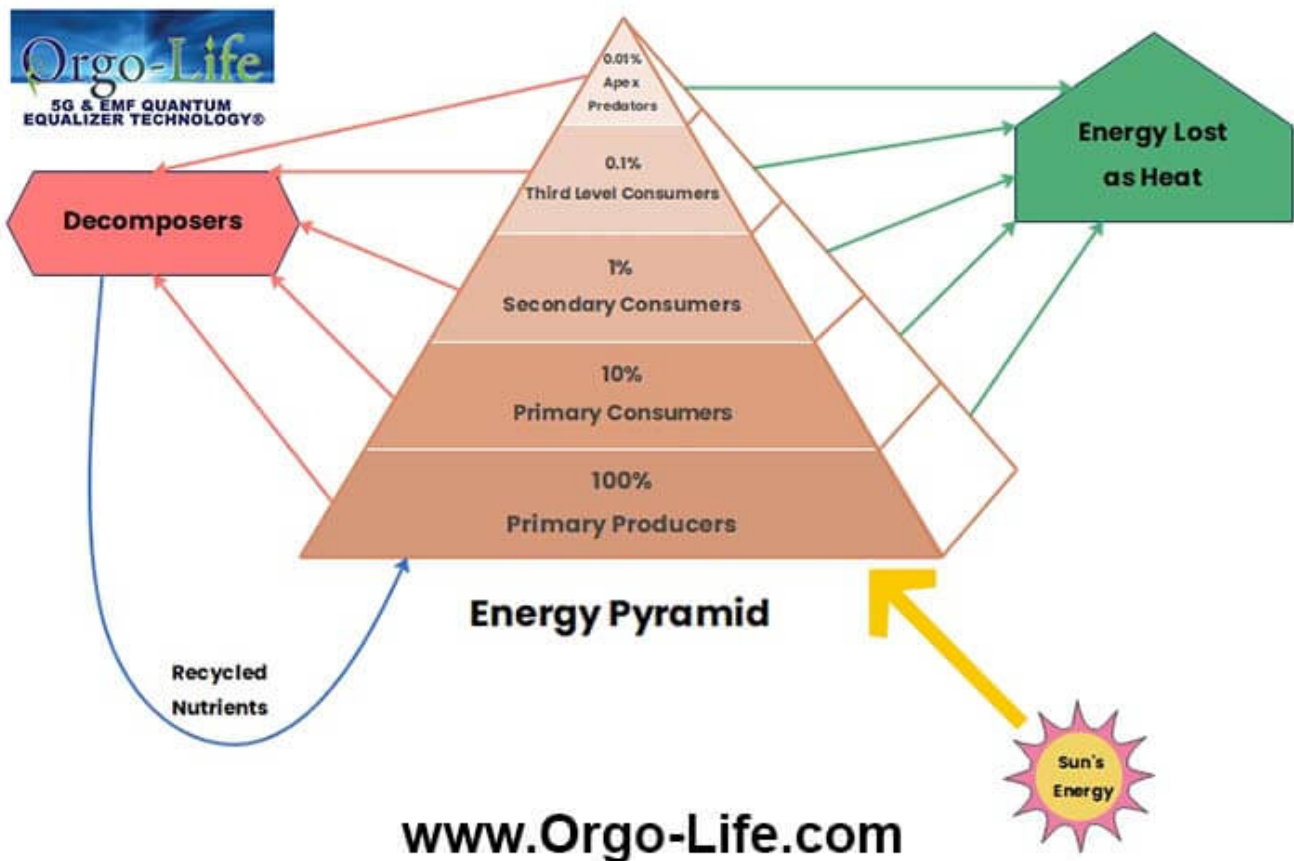 Orgo-Life
5G & EMF QUANTUM
EQUALIZER TECHNOLOGY®
0.01%
Apex
Predators
Energy Lost
as Heat
0.1%
Third Level Consumers
Decomposers
1%
Secondary Consumers
10%
Primary Consumers
100%
Primary Producers
Energy Pyramid
Recycled
Nutrients
Sun's
Energy
www.Orgo-Life.com